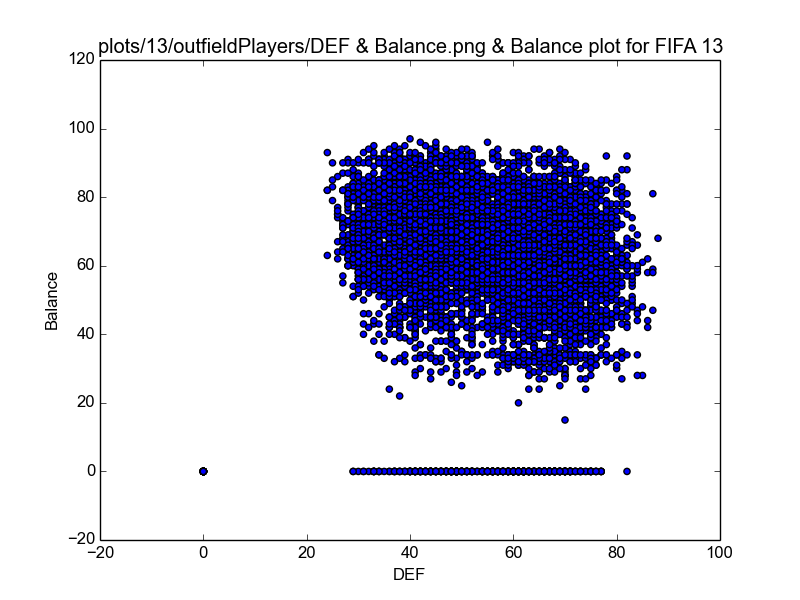 plots/13/outfieldPlayers/DEF & Balance.png & Balance plot for FIFA 13
120
100
80
60
40
20
0
−20
Balance
−20 0 20 40 60 80 100
DEF